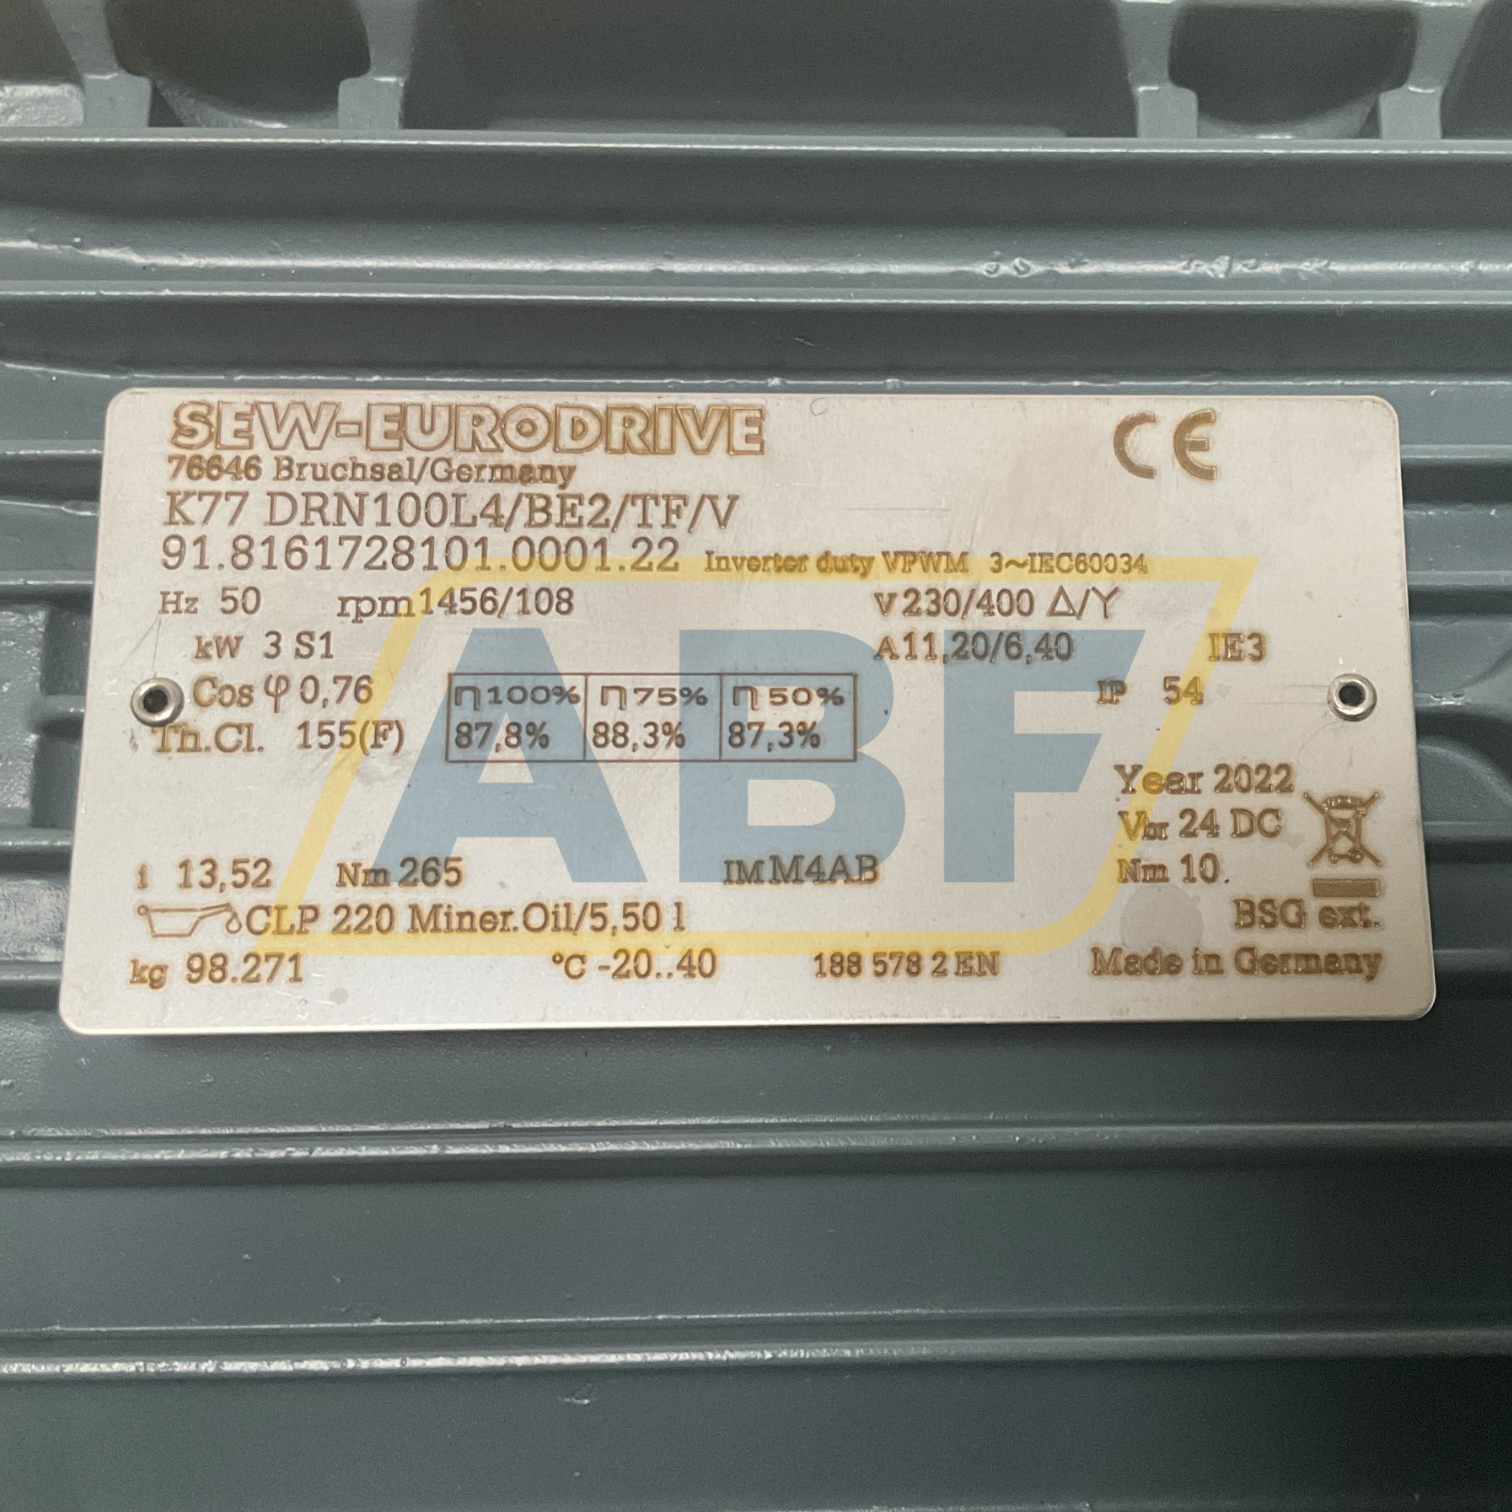 SEW-EURODRIVE CE
76646 Bruchsal/Germany
K77 DRN100L4/BE2/TF/V
91.8161728101.0001.22 Inverter duty VPWM 3~IEC60034
Hz 50 rpm 1456/108 V 230/400 Δ/Y
kW 3 S1 A 11,20/6,40 IE3
Cos φ 0,76 η 100% η 75% η 50% IP 54
Th.Cl. 155(F) 87,8% 88,3% 87,3%
Year 2022
Vbr 24 DC
i 13,52 Nm 265 IM M4AB Nm 10
CLP 220 Miner.Oil/5,50 l BSG ext.
kg 98.271 °C -20..40 188 578 2 EN Made in Germany
ABF